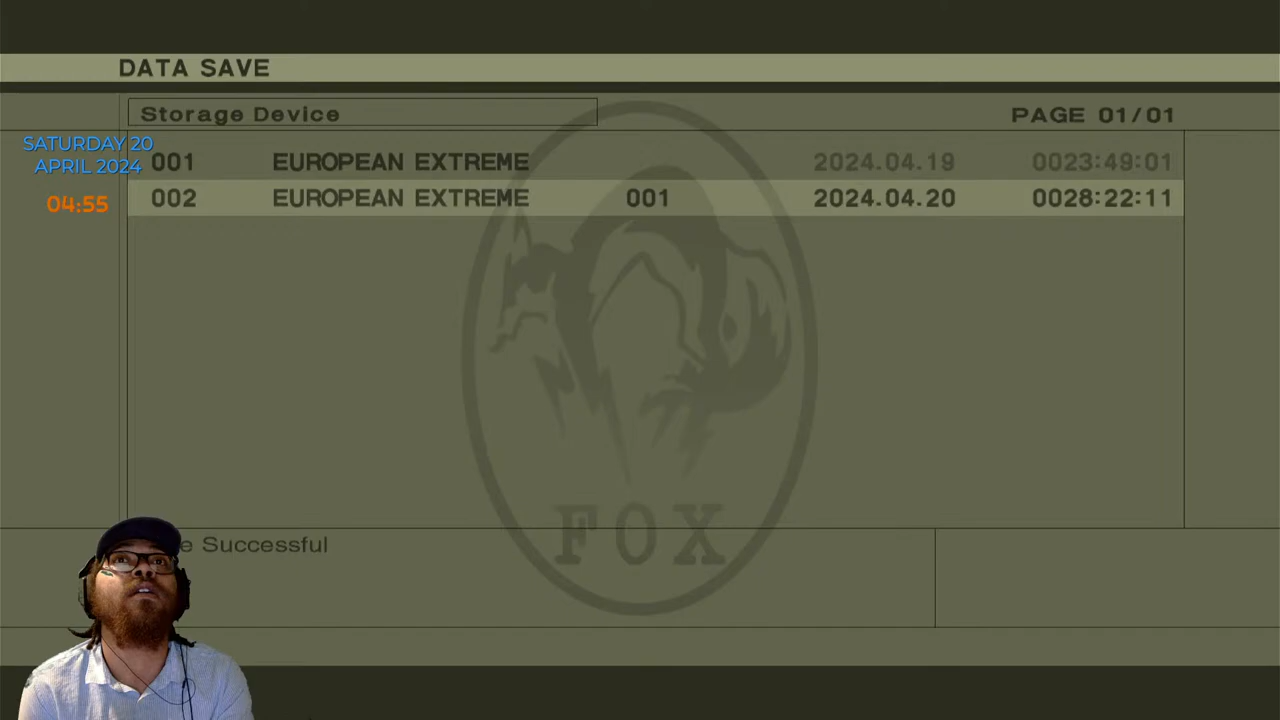 DATA SAVE
Storage Device PAGE 01/01
SATURDAY 20
APRIL 2024
04:55
001 EUROPEAN EXTREME 2024.04.19 0023:49:01
002 EUROPEAN EXTREME 001 2024.04.20 0028:22:11
FOX
e Successful